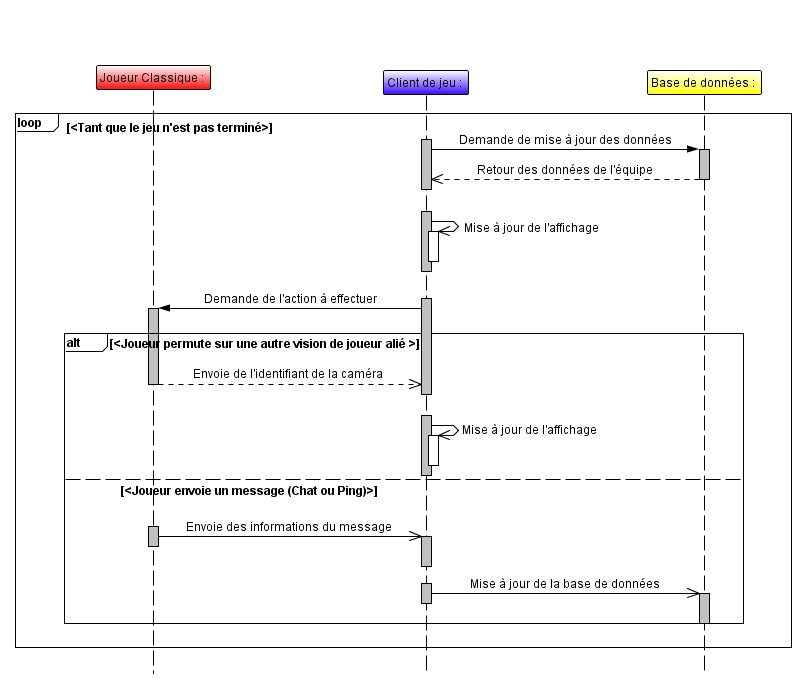 Joueur Classique :
Client de jeu :
Base de données :
loop
[<Tant que le jeu n'est pas terminé>]
Demande de mise à jour des données
Retour des données de l'équipe
Mise à jour de l'affichage
Demande de l'action à effectuer
alt
[<Joueur permute sur une autre vision de joueur alié >]
Envoie de l'identifiant de la caméra
Mise à jour de l'affichage
[<Joueur envoie un message (Chat ou Ping)>]
Envoie des informations du message
Mise à jour de la base de données